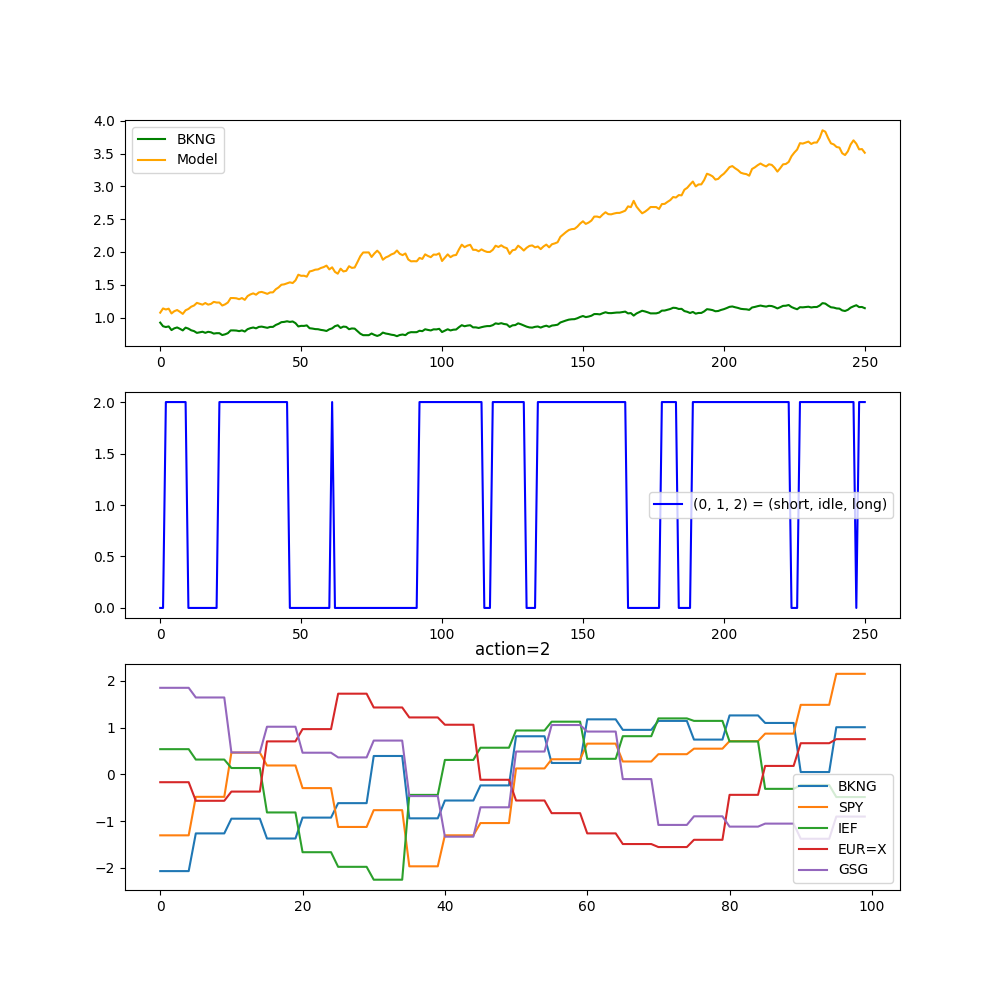 4.0
3.5
3.0
2.5
2.0
1.5
1.0
BKNG
Model
0 50 100 150 200 250
2.0
1.5
1.0
0.5
0.0
(0, 1, 2) = (short, idle, long)
0 50 100 150 200 250
action=2
2
1
0
−1
−2
BKNG
SPY
IEF
EUR=X
GSG
0 20 40 60 80 100